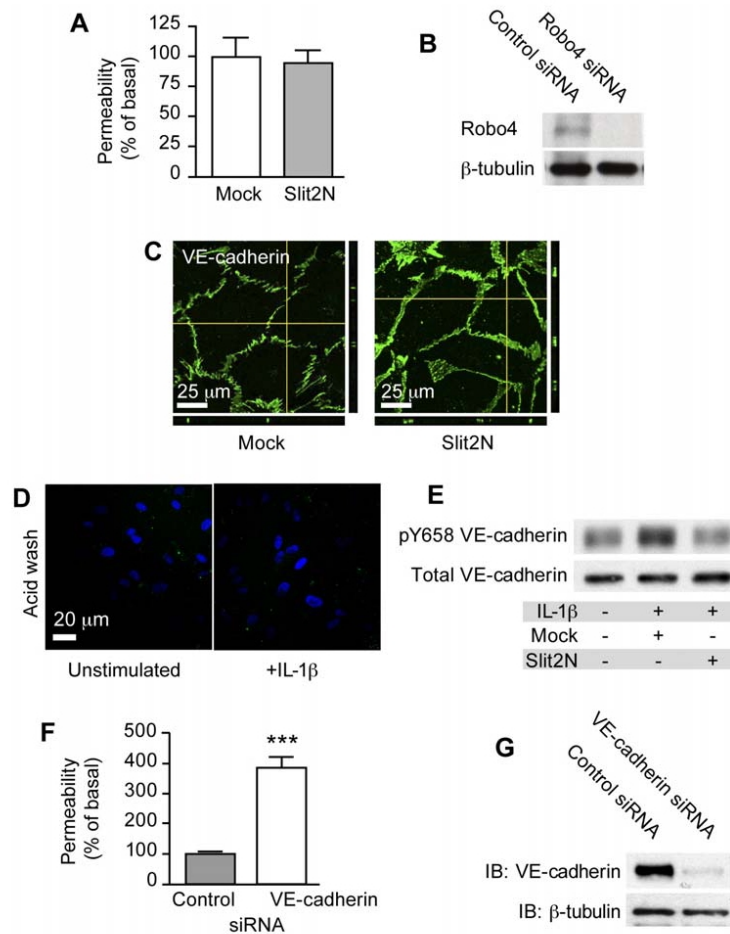 A
Permeability
(% of basal)
125
100
75
50
25
0
Mock
Slit2N
B
Control siRNA
Robo4 siRNA
Robo4
β-tubulin
C
VE-cadherin
25 μm
25 μm
Mock
Slit2N
D
Acid wash
20 μm
Unstimulated
+IL-1β
E
pY658 VE-cadherin
Total VE-cadherin
IL-1β - + +
Mock - + -
Slit2N - - +
F
Permeability
(% of basal)
500
400
300
200
100
0
***
Control
VE-cadherin
siRNA
G
Control siRNA
VE-cadherin siRNA
IB: VE-cadherin
IB: β-tubulin